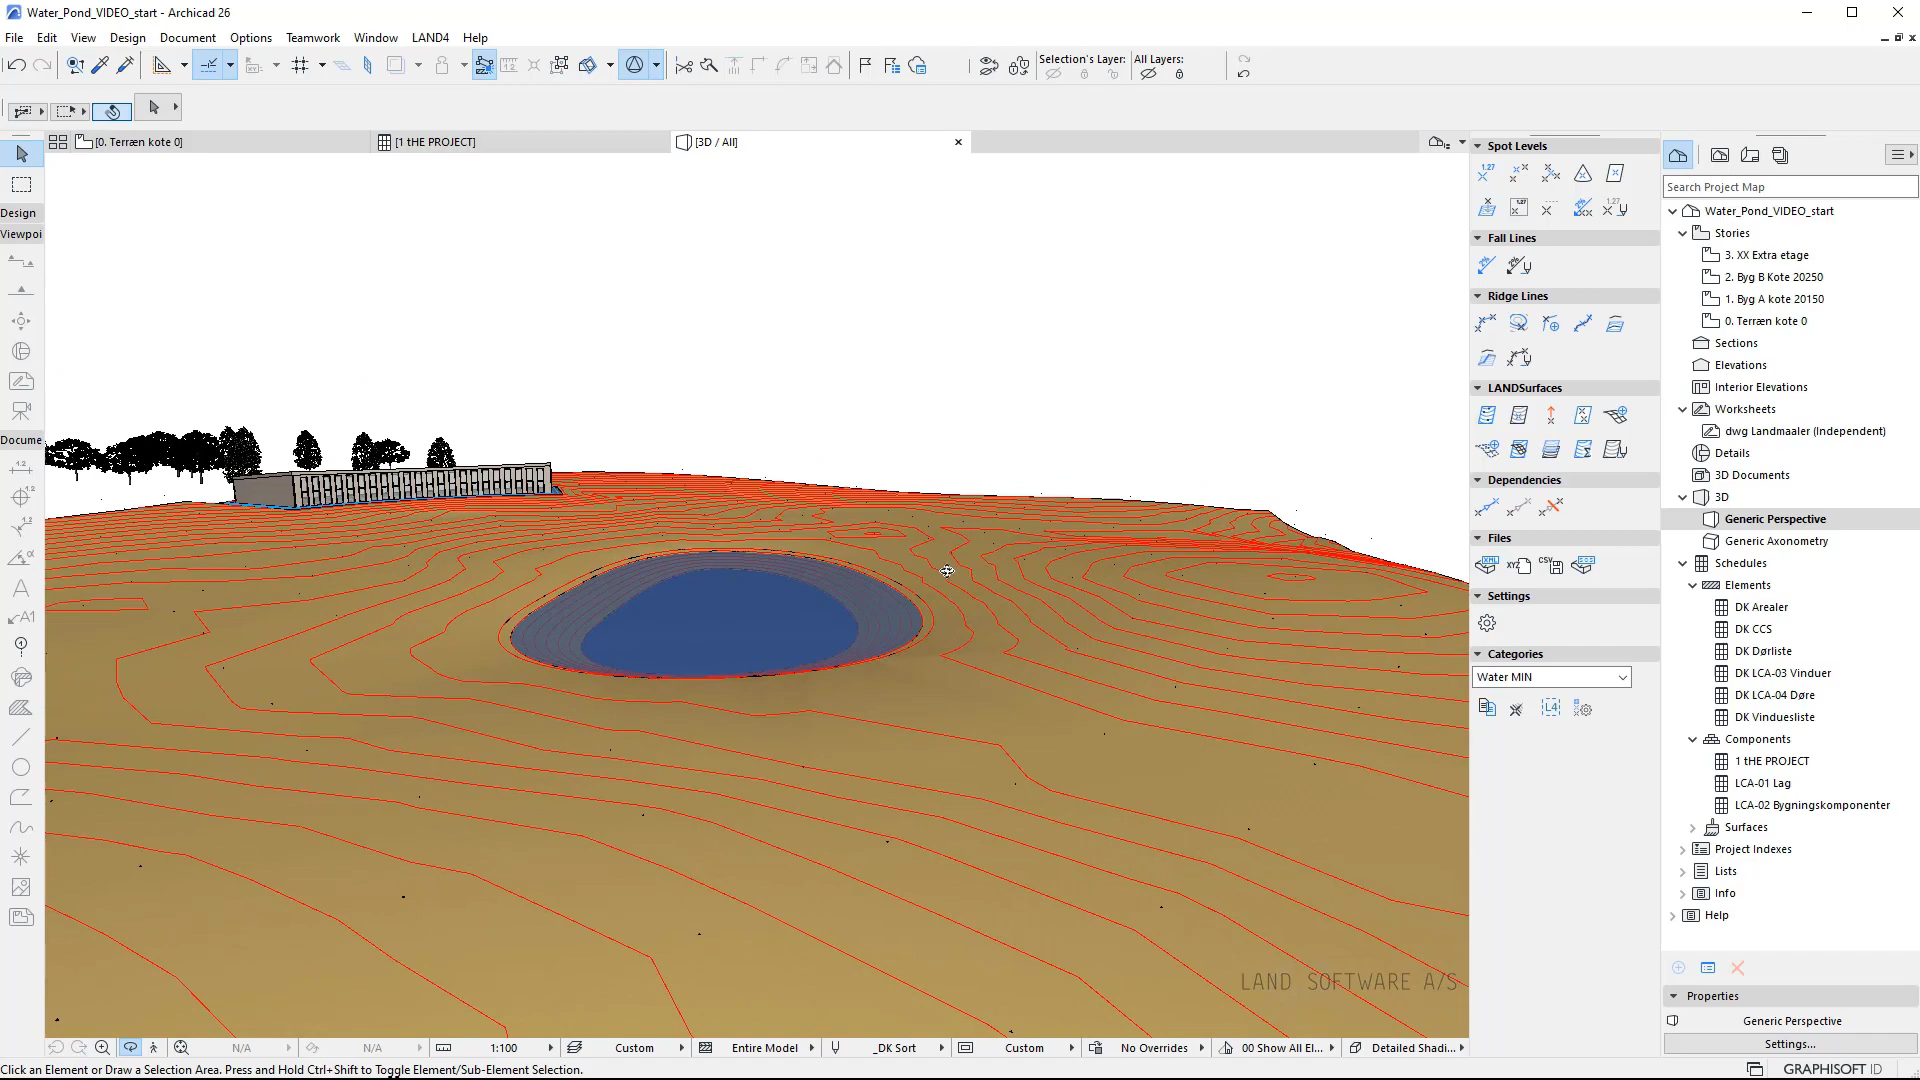 Water_Pond_VIDEO_start - Archicad 26
File Edit View Design Document Options Teamwork Window LAND4 Help
Selection's Layer: All Layers:
[0. Terræn kote 0] [1 tHE PROJECT] [3D / All]
Design
Viewpoi
Docume
Spot Levels
Fall Lines
Ridge Lines
LANDSurfaces
Dependencies
Files
Settings
Categories
Water MIN
Search Project Map
Water_Pond_VIDEO_start
Stories
3. XX Extra etage
2. Byg B Kote 20250
1. Byg A kote 20150
0. Terræn kote 0
Sections
Elevations
Interior Elevations
Worksheets
dwg Landmaaler (Independent)
Details
3D Documents
3D
Generic Perspective
Generic Axonometry
Schedules
Elements
DK Arealer
DK CCS
DK Dørliste
DK LCA-03 Vinduer
DK LCA-04 Døre
DK Vinduesliste
Components
1 tHE PROJECT
LCA-01 Lag
LCA-02 Bygningskomponenter
Surfaces
Project Indexes
Lists
Info
Help
Properties
Generic Perspective
Settings...
LAND SOFTWARE A/S
N/A N/A 1:100 Custom Entire Model _DK Sort Custom No Overrides 00 Show All El... Detailed Shadi...
Click an Element or Draw a Selection Area. Press and Hold Ctrl+Shift to Toggle Element/Sub-Element Selection.
GRAPHISOFT ID